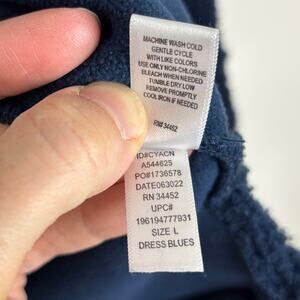 MACHINE WASH COLD
GENTLE CYCLE
WITH LIKE COLORS
USE ONLY NON-CHLORINE
BLEACH WHEN NEEDED
TUMBLE DRY LOW
REMOVE PROMPTLY
COOL IRON IF NEEDED
RN# 34452
ID#CYACN
A544625
PO#1736578
DATE063022
RN 34452
UPC#
196194777931
SIZE L
DRESS BLUES